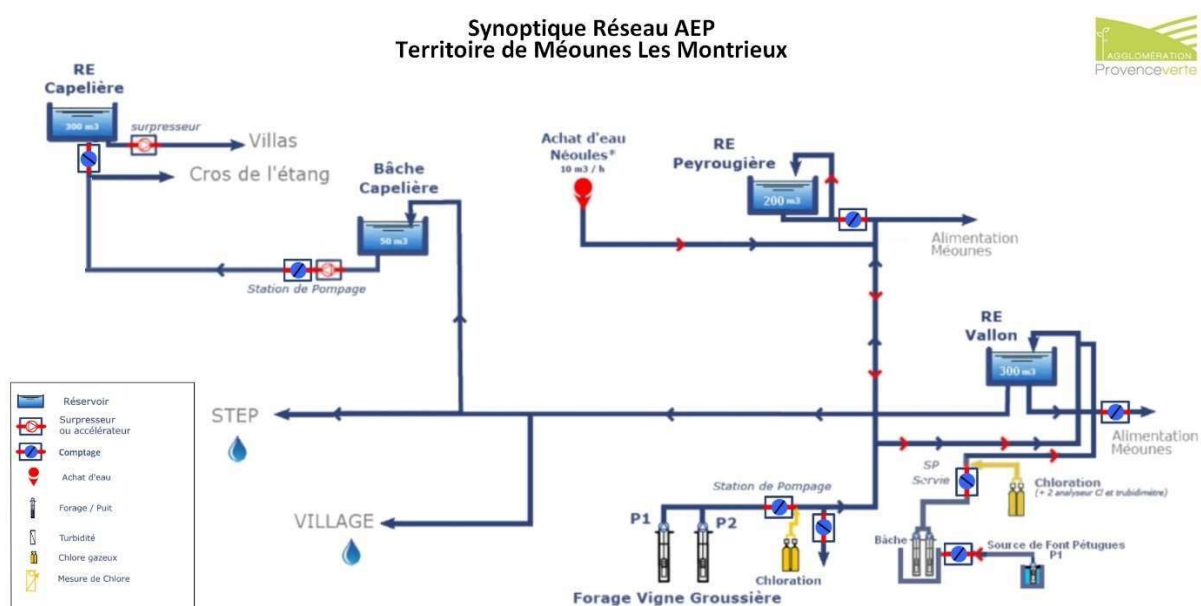 Synoptique Réseau AEP
Territoire de Méounes Les Montrieux
AGGLOMÉRATION
Provenceverte
RE
Capelière
300 m3
surpresseur
Villas
Cros de l'étang
Bâche
Capelière
50 m3
Station de Pompage
Achat d'eau
Néoules*
10 m3 / h
RE
Peyrougière
200 m3
Alimentation
Méounes
RE
Vallon
300 m3
Alimentation
Méounes
STEP
VILLAGE
SP
Servie
Chloration
(+ 2 analyseur Cl et trubidimètre)
Station de Pompage
P1
P2
Chloration
Forage Vigne Groussière
Bâche
Source de Font Pétugues
P1
Réservoir
Surpresseur
ou accélérateur
Comptage
Achat d'eau
Forage / Puit
Turbidité
Chlore gazeux
Mesure de Chlore